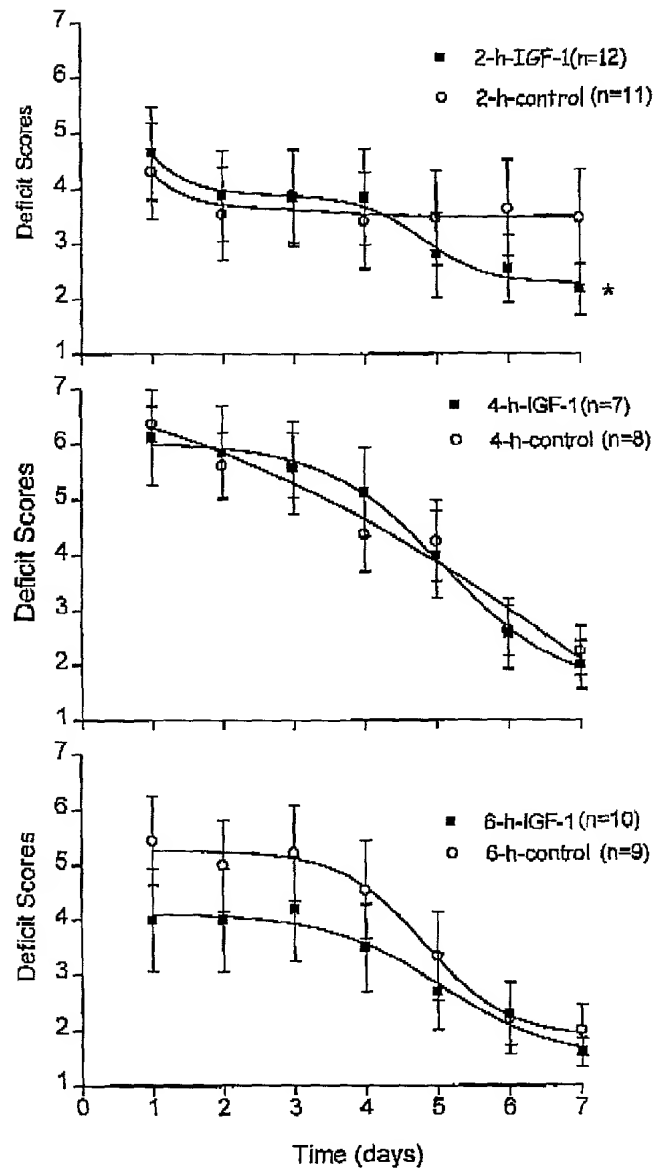 7
6
5
4
3
2
1
Deficit Scores
■ 2-h-IGF-1(n=12)
○ 2-h-control (n=11)
*
7
6
5
4
3
2
1
Deficit Scores
■ 4-h-IGF-1(n=7)
○ 4-h-control (n=8)
7
6
5
4
3
2
1
Deficit Scores
■ 6-h-IGF-1(n=10)
○ 6-h-control (n=9)
0 1 2 3 4 5 6 7
Time (days)